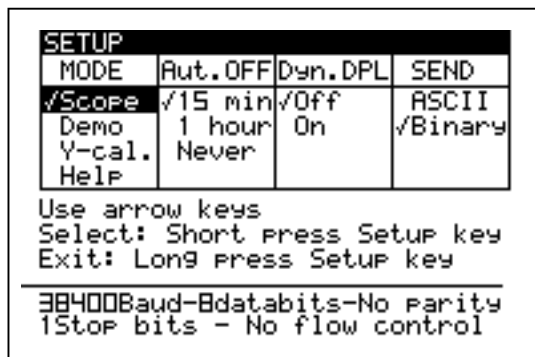 SETUP
MODE Aut.OFF Dyn.DPL SEND
√Scope √15 min √Off ASCII
Demo 1 hour On √Binary
Y-cal. Never
Help
Use arrow keys
Select: Short press Setup key
Exit: Long press Setup key
38400Baud-8databits-No parity
1Stop bits - No flow control